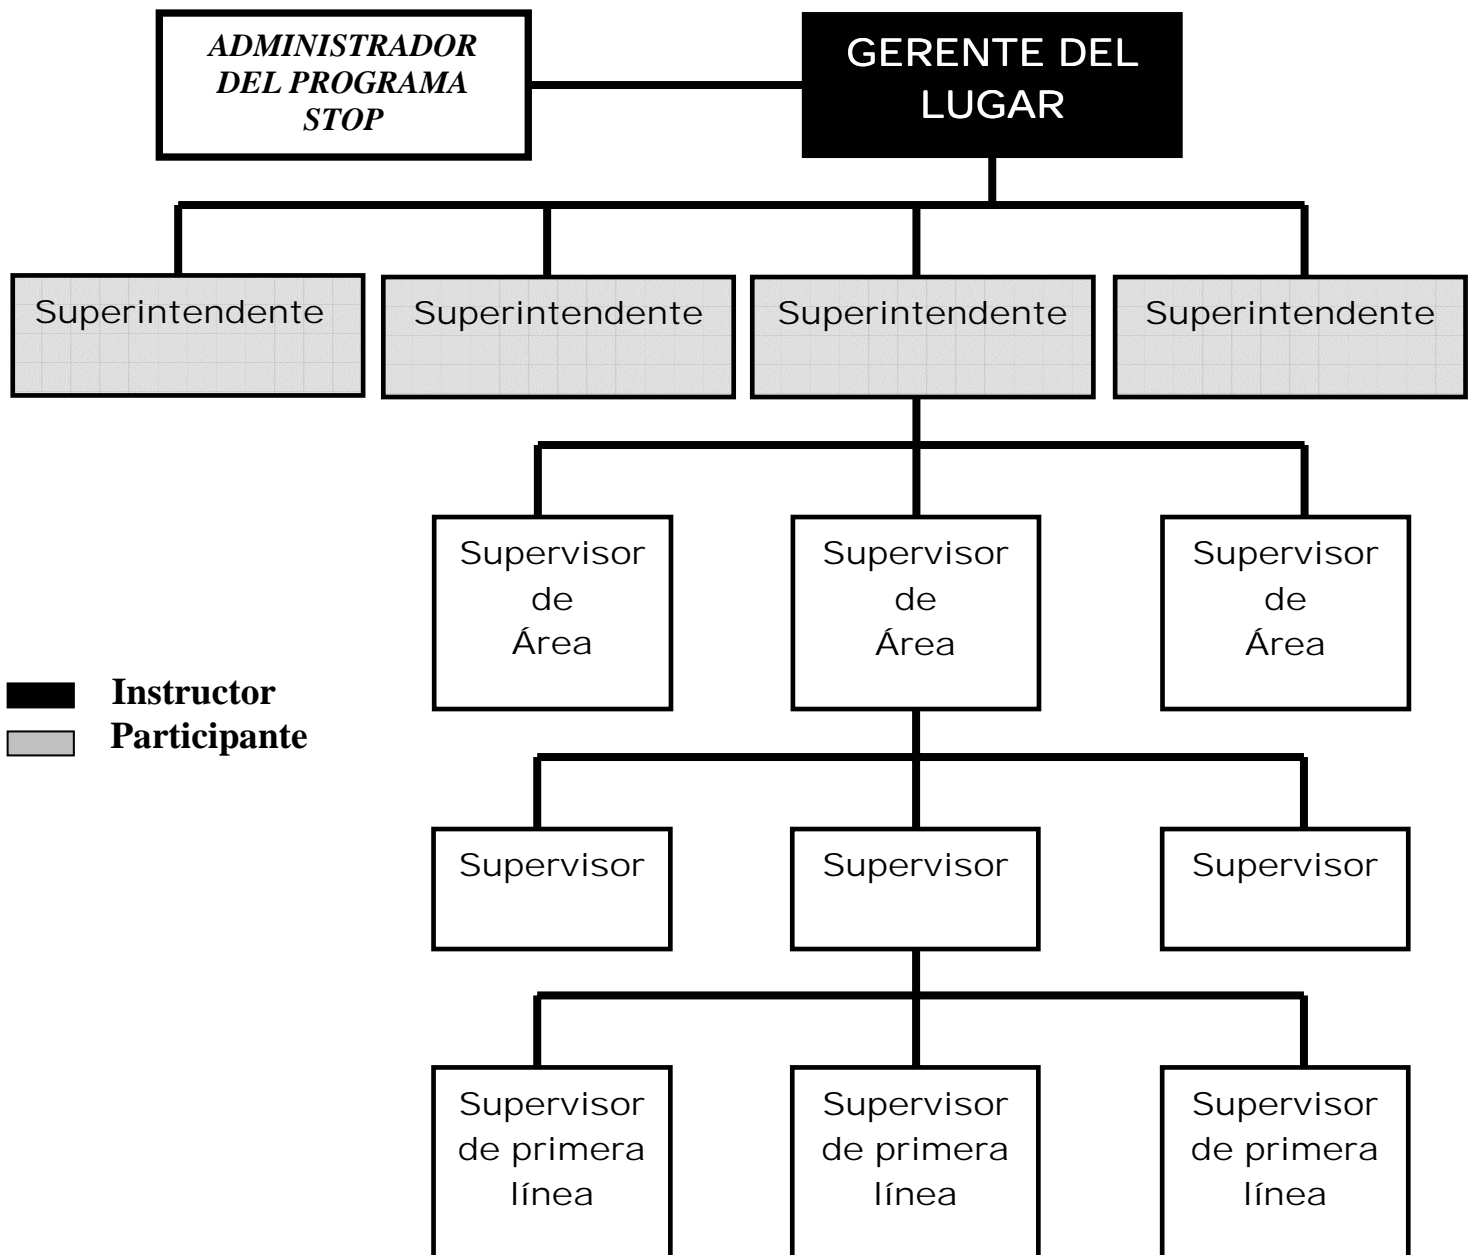 ADMINISTRADOR
DEL PROGRAMA
STOP
GERENTE DEL
LUGAR
Superintendente
Superintendente
Superintendente
Superintendente
Supervisor
de
Área
Supervisor
de
Área
Supervisor
de
Área
Instructor
Participante
Supervisor
Supervisor
Supervisor
Supervisor
de primera
línea
Supervisor
de primera
línea
Supervisor
de primera
línea